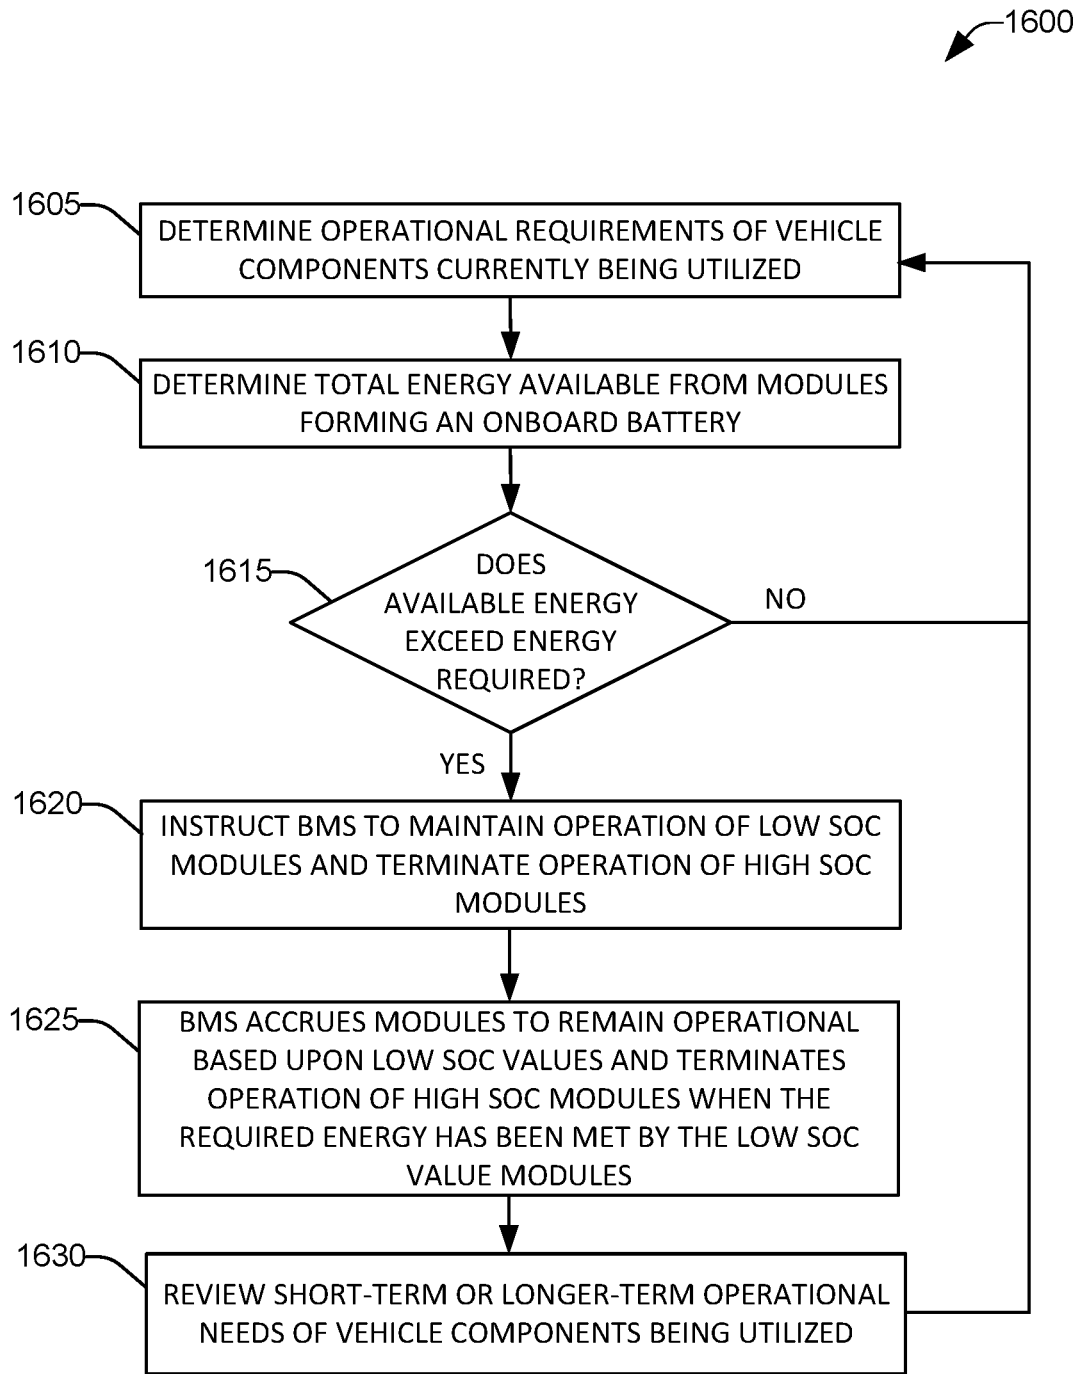 1600
1605
DETERMINE OPERATIONAL REQUIREMENTS OF VEHICLE
COMPONENTS CURRENTLY BEING UTILIZED
1610
DETERMINE TOTAL ENERGY AVAILABLE FROM MODULES
FORMING AN ONBOARD BATTERY
1615
DOES
AVAILABLE ENERGY
EXCEED ENERGY
REQUIRED?
NO
YES
1620
INSTRUCT BMS TO MAINTAIN OPERATION OF LOW SOC
MODULES AND TERMINATE OPERATION OF HIGH SOC
MODULES
1625
BMS ACCRUES MODULES TO REMAIN OPERATIONAL
BASED UPON LOW SOC VALUES AND TERMINATES
OPERATION OF HIGH SOC MODULES WHEN THE
REQUIRED ENERGY HAS BEEN MET BY THE LOW SOC
VALUE MODULES
1630
REVIEW SHORT-TERM OR LONGER-TERM OPERATIONAL
NEEDS OF VEHICLE COMPONENTS BEING UTILIZED